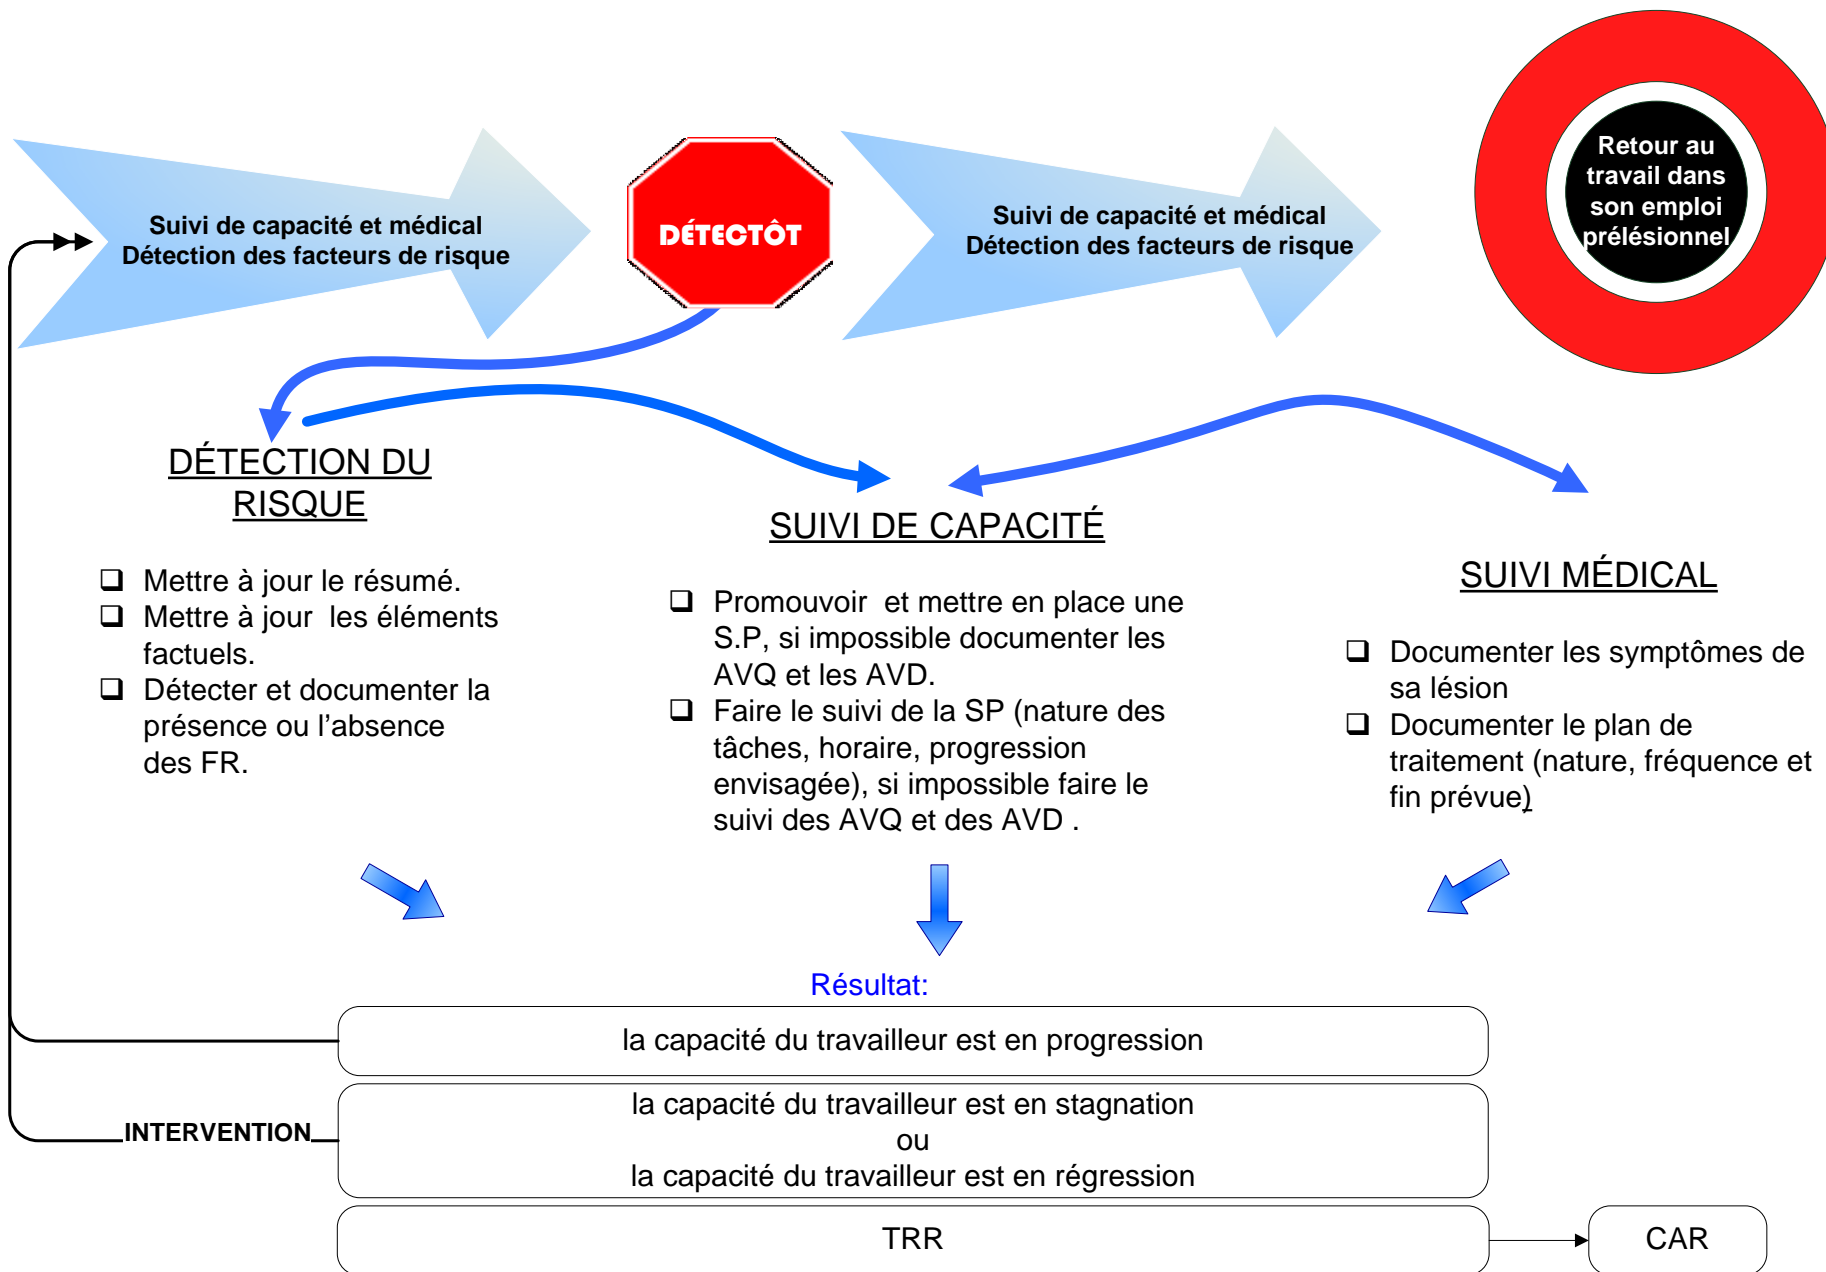 Suivi de capacité et médical
Détection des facteurs de risque
DÉTECTÔT
Suivi de capacité et médical
Détection des facteurs de risque
Retour au
travail dans
son emploi
prélésionnel
DÉTECTION DU
RISQUE
❑ Mettre à jour le résumé.
❑ Mettre à jour les éléments
factuels.
❑ Détecter et documenter la
présence ou l’absence
des FR.
SUIVI DE CAPACITÉ
❑ Promouvoir et mettre en place une
S.P, si impossible documenter les
AVQ et les AVD.
❑ Faire le suivi de la SP (nature des
tâches, horaire, progression
envisagée), si impossible faire le
suivi des AVQ et des AVD .
SUIVI MÉDICAL
❑ Documenter les symptômes de
sa lésion
❑ Documenter le plan de
traitement (nature, fréquence et
fin prévue)
Résultat:
la capacité du travailleur est en progression
INTERVENTION
la capacité du travailleur est en stagnation
ou
la capacité du travailleur est en régression
TRR
CAR